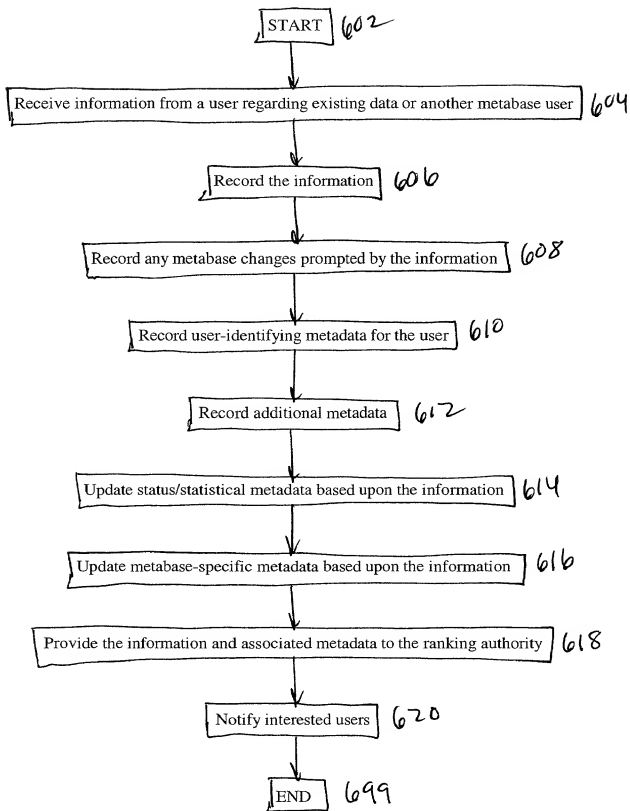 START 602
Receive information from a user regarding existing data or another metabase user 604
Record the information 606
Record any metabase changes prompted by the information 608
Record user-identifying metadata for the user 610
Record additional metadata 612
Update status/statistical metadata based upon the information 614
Update metabase-specific metadata based upon the information 616
Provide the information and associated metadata to the ranking authority 618
Notify interested users 620
END 699